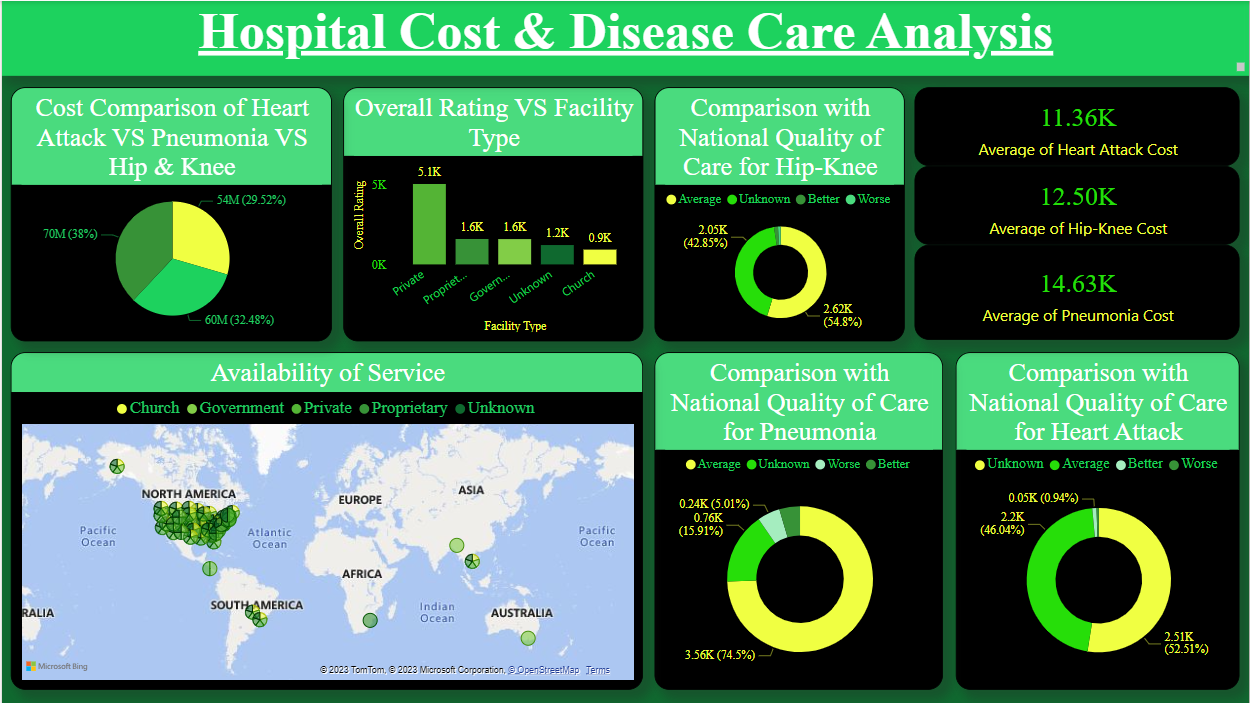 Hospital Cost & Disease Care Analysis
Cost Comparison of Heart
Attack VS Pneumonia VS
Hip & Knee
54M (29.52%)
70M (38%)
60M (32.48%)
Overall Rating VS Facility
Type
Overall Rating
5K
0K
5.1K
1.6K
1.6K
1.2K
0.9K
Private
Propriet...
Govern...
Unknown
Church
Facility Type
Comparison with
National Quality of
Care for Hip-Knee
Average
Unknown
Better
Worse
2.05K
(42.85%)
2.62K
(54.8%)
11.36K
Average of Heart Attack Cost
12.50K
Average of Hip-Knee Cost
14.63K
Average of Pneumonia Cost
Availability of Service
Church
Government
Private
Proprietary
Unknown
NORTH AMERICA
EUROPE
ASIA
Pacific
Ocean
Atlantic
Ocean
Pacific
Ocean
AFRICA
SOUTH AMERICA
Indian
Ocean
RALIA
AUSTRALIA
Microsoft Bing
© 2023 TomTom, © 2023 Microsoft Corporation, © OpenStreetMap Terms
Comparison with
National Quality of Care
for Pneumonia
Average
Unknown
Worse
Better
0.24K (5.01%)
0.76K
(15.91%)
3.56K (74.5%)
Comparison with
National Quality of Care
for Heart Attack
Unknown
Average
Better
Worse
0.05K (0.94%)
2.2K
(46.04%)
2.51K
(52.51%)